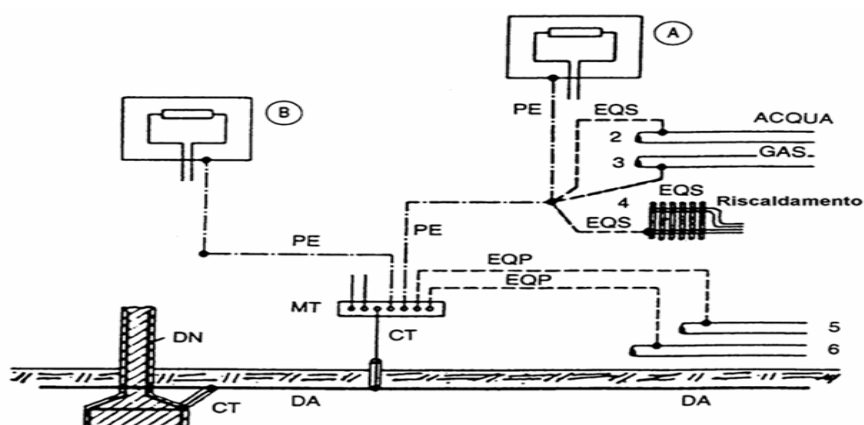 A
B
PE
EQS
ACQUA
2
3
GAS
4
EQS
Riscaldamento
EQS
PE
PE
EQP
EQP
MT
CT
5
6
DN
CT
DA
DA